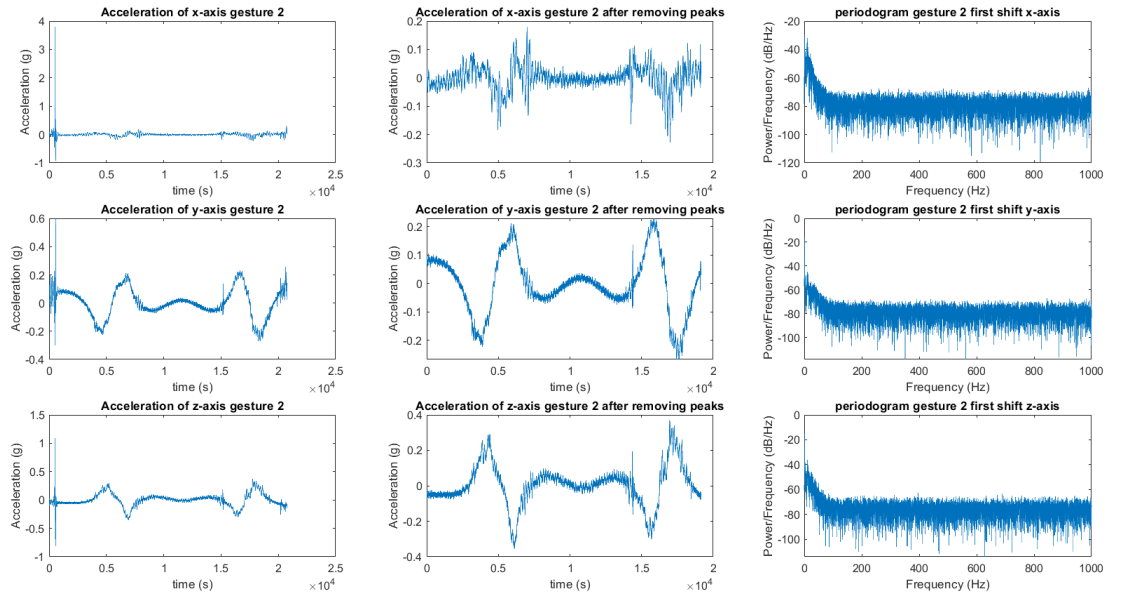 Acceleration of x-axis gesture 2
Acceleration (g)
4
3
2
1
0
-1
0 0.5 1 1.5 2 2.5
×10^4
time (s)
Acceleration of x-axis gesture 2 after removing peaks
Acceleration (g)
0.2
0.1
0
-0.1
-0.2
-0.3
0 0.5 1 1.5 2
×10^4
time (s)
periodogram gesture 2 first shift x-axis
Power/Frequency (dB/Hz)
-20
-40
-60
-80
-100
-120
0 200 400 600 800 1000
Frequency (Hz)
Acceleration of y-axis gesture 2
Acceleration (g)
0.6
0.4
0.2
0
-0.2
-0.4
0 0.5 1 1.5 2 2.5
×10^4
time (s)
Acceleration of y-axis gesture 2 after removing peaks
Acceleration (g)
0.2
0.1
0
-0.1
-0.2
0 0.5 1 1.5 2
×10^4
time (s)
periodogram gesture 2 first shift y-axis
Power/Frequency (dB/Hz)
0
-20
-40
-60
-80
-100
0 200 400 600 800 1000
Frequency (Hz)
Acceleration of z-axis gesture 2
Acceleration (g)
1.5
1
0.5
0
-0.5
-1
0 0.5 1 1.5 2 2.5
×10^4
time (s)
Acceleration of z-axis gesture 2 after removing peaks
Acceleration (g)
0.4
0.2
0
-0.2
-0.4
0 0.5 1 1.5 2
×10^4
time (s)
periodogram gesture 2 first shift z-axis
Power/Frequency (dB/Hz)
0
-20
-40
-60
-80
-100
0 200 400 600 800 1000
Frequency (Hz)